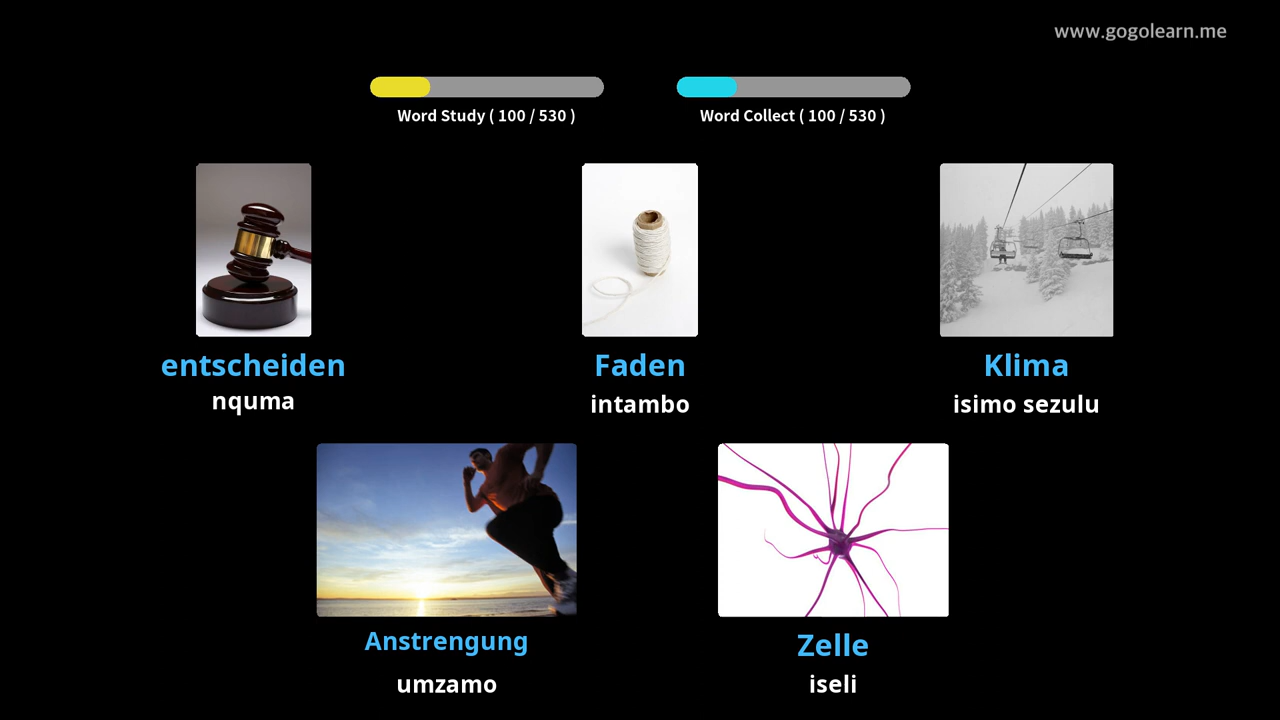 www.gogolearn.me
Word Study ( 100 / 530 )
Word Collect ( 100 / 530 )
entscheiden
nquma
Faden
intambo
Klima
isimo sezulu
Anstrengung
umzamo
Zelle
iseli